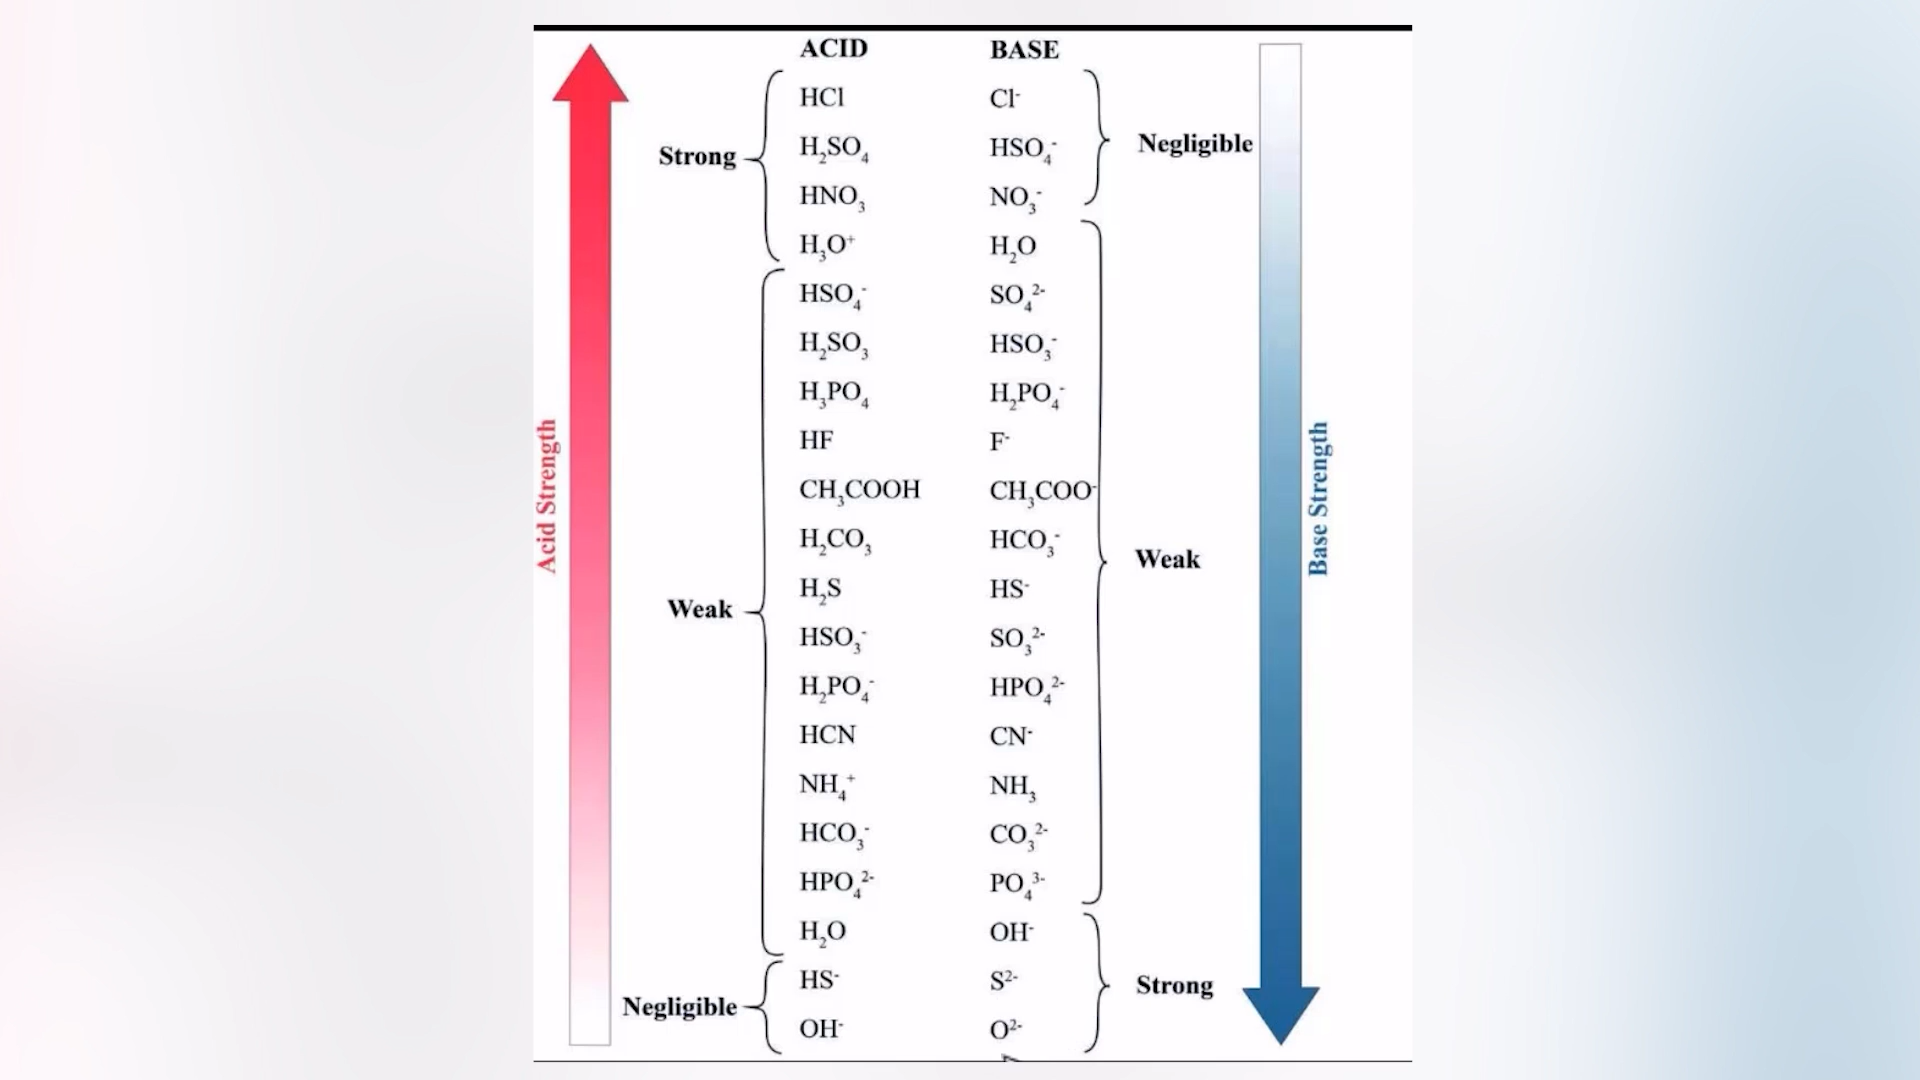 ACID BASE
HCl Cl⁻
H₂SO₄ HSO₄⁻
Strong Negligible
HNO₃ NO₃⁻
H₃O⁺ H₂O
HSO₄⁻ SO₄²⁻
H₂SO₃ HSO₃⁻
H₃PO₄ H₂PO₄⁻
HF F⁻
CH₃COOH CH₃COO⁻
Acid Strength Base Strength
H₂CO₃ HCO₃⁻
Weak
H₂S HS⁻
Weak
HSO₃⁻ SO₃²⁻
H₂PO₄⁻ HPO₄²⁻
HCN CN⁻
NH₄⁺ NH₃
HCO₃⁻ CO₃²⁻
HPO₄²⁻ PO₄³⁻
H₂O OH⁻
HS⁻ S²⁻
Negligible Strong
OH⁻ O²⁻